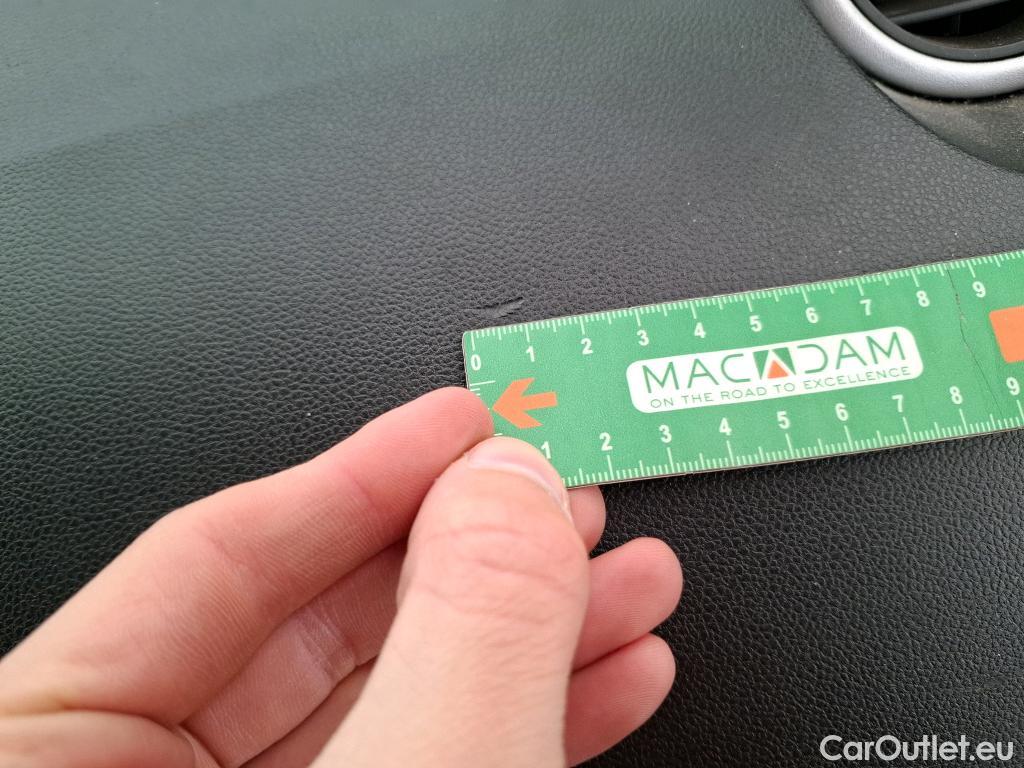 0 1 2 3 4 5 6 7 8 9
MACADAM
ON THE ROAD TO EXCELLENCE
1 2 3 4 5 6 7 8 9
CarOutlet.eu